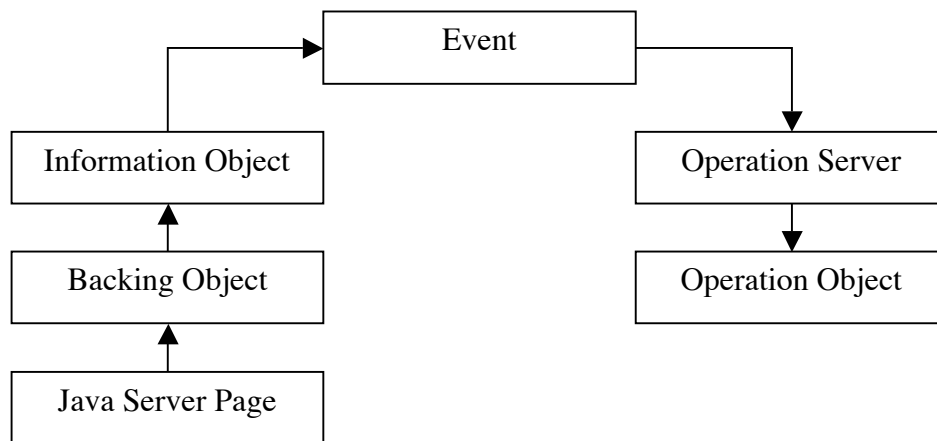 Event
Information Object
Operation Server
Backing Object
Operation Object
Java Server Page